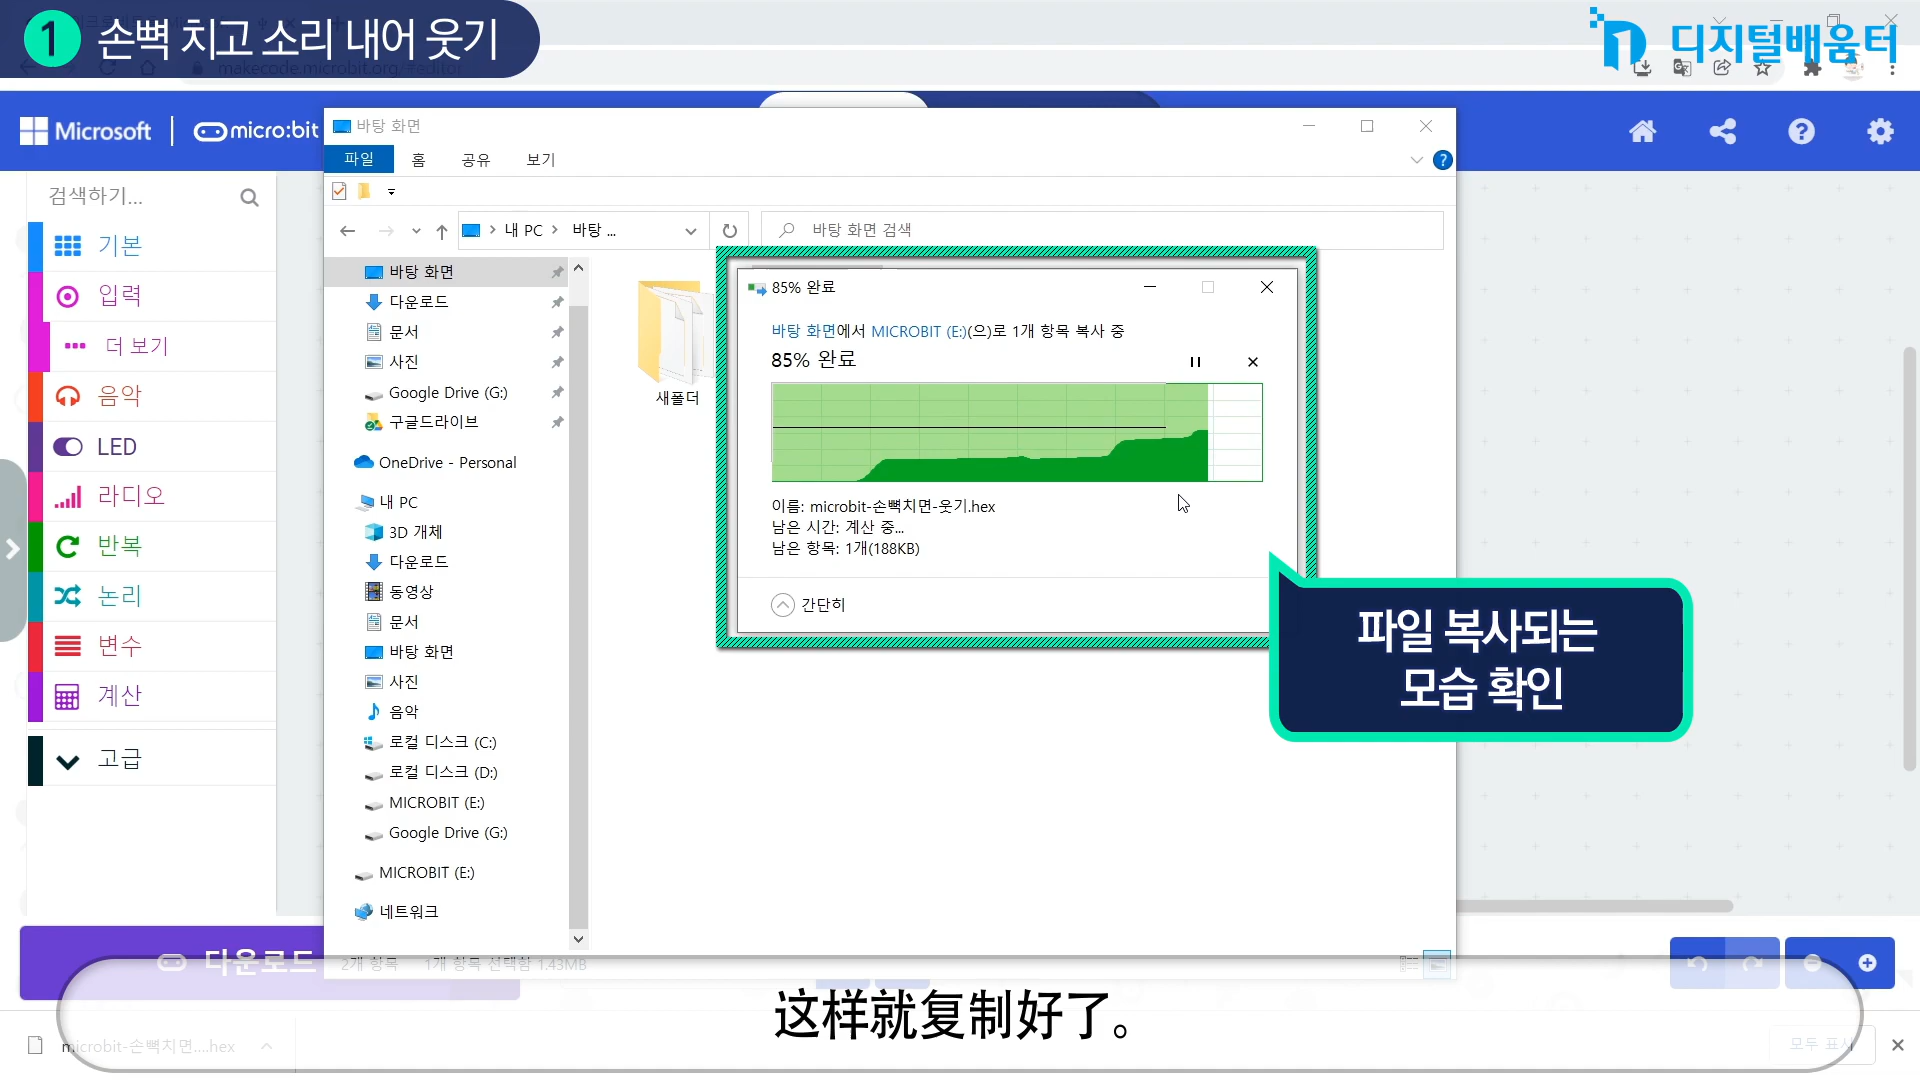 1 손뼉 치고 소리 내어 웃기
디지털배움터
Microsoft | micro:bit
바탕 화면
파일 홈 공유 보기
검색하기...
내 PC 바탕 ...
바탕 화면 검색
기본
입력
더 보기
음악
LED
라디오
반복
논리
변수
계산
고급
바탕 화면
다운로드
문서
사진
Google Drive (G:)
구글드라이브
OneDrive - Personal
내 PC
3D 개체
다운로드
동영상
문서
바탕 화면
사진
음악
로컬 디스크 (C:)
로컬 디스크 (D:)
MICROBIT (E:)
Google Drive (G:)
MICROBIT (E:)
네트워크
새폴더
85% 완료
바탕 화면에서 MICROBIT (E:)(으)로 1개 항목 복사 중
85% 완료
이름: microbit-손뼉치면-웃기.hex
남은 시간: 계산 중...
남은 항목: 1개(188KB)
간단히
파일 복사되는
모습 확인
다운로드
2개 항목 1개 항목 선택함 1.43MB
这样就复制好了。
microbit-손뼉치면....hex
모두 표시